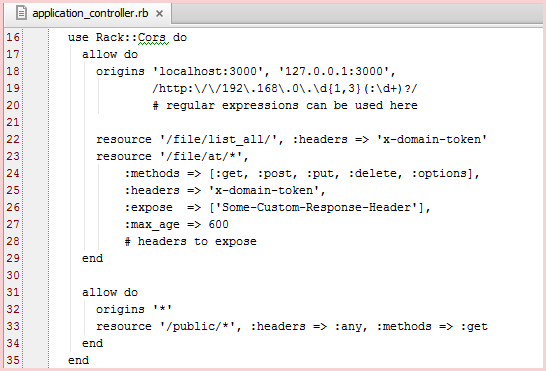 application_controller.rb
16 use Rack::Cors do
17 allow do
18 origins 'localhost:3000', '127.0.0.1:3000',
19 /http:\/\/192\.168\.0\.\d{1,3}(:\d+)?/
20 # regular expressions can be used here
21
22 resource '/file/list_all/', :headers => 'x-domain-token'
23 resource '/file/at/*',
24 :methods => [:get, :post, :put, :delete, :options],
25 :headers => 'x-domain-token',
26 :expose => ['Some-Custom-Response-Header'],
27 :max_age => 600
28 # headers to expose
29 end
30
31 allow do
32 origins '*'
33 resource '/public/*', :headers => :any, :methods => :get
34 end
35 end